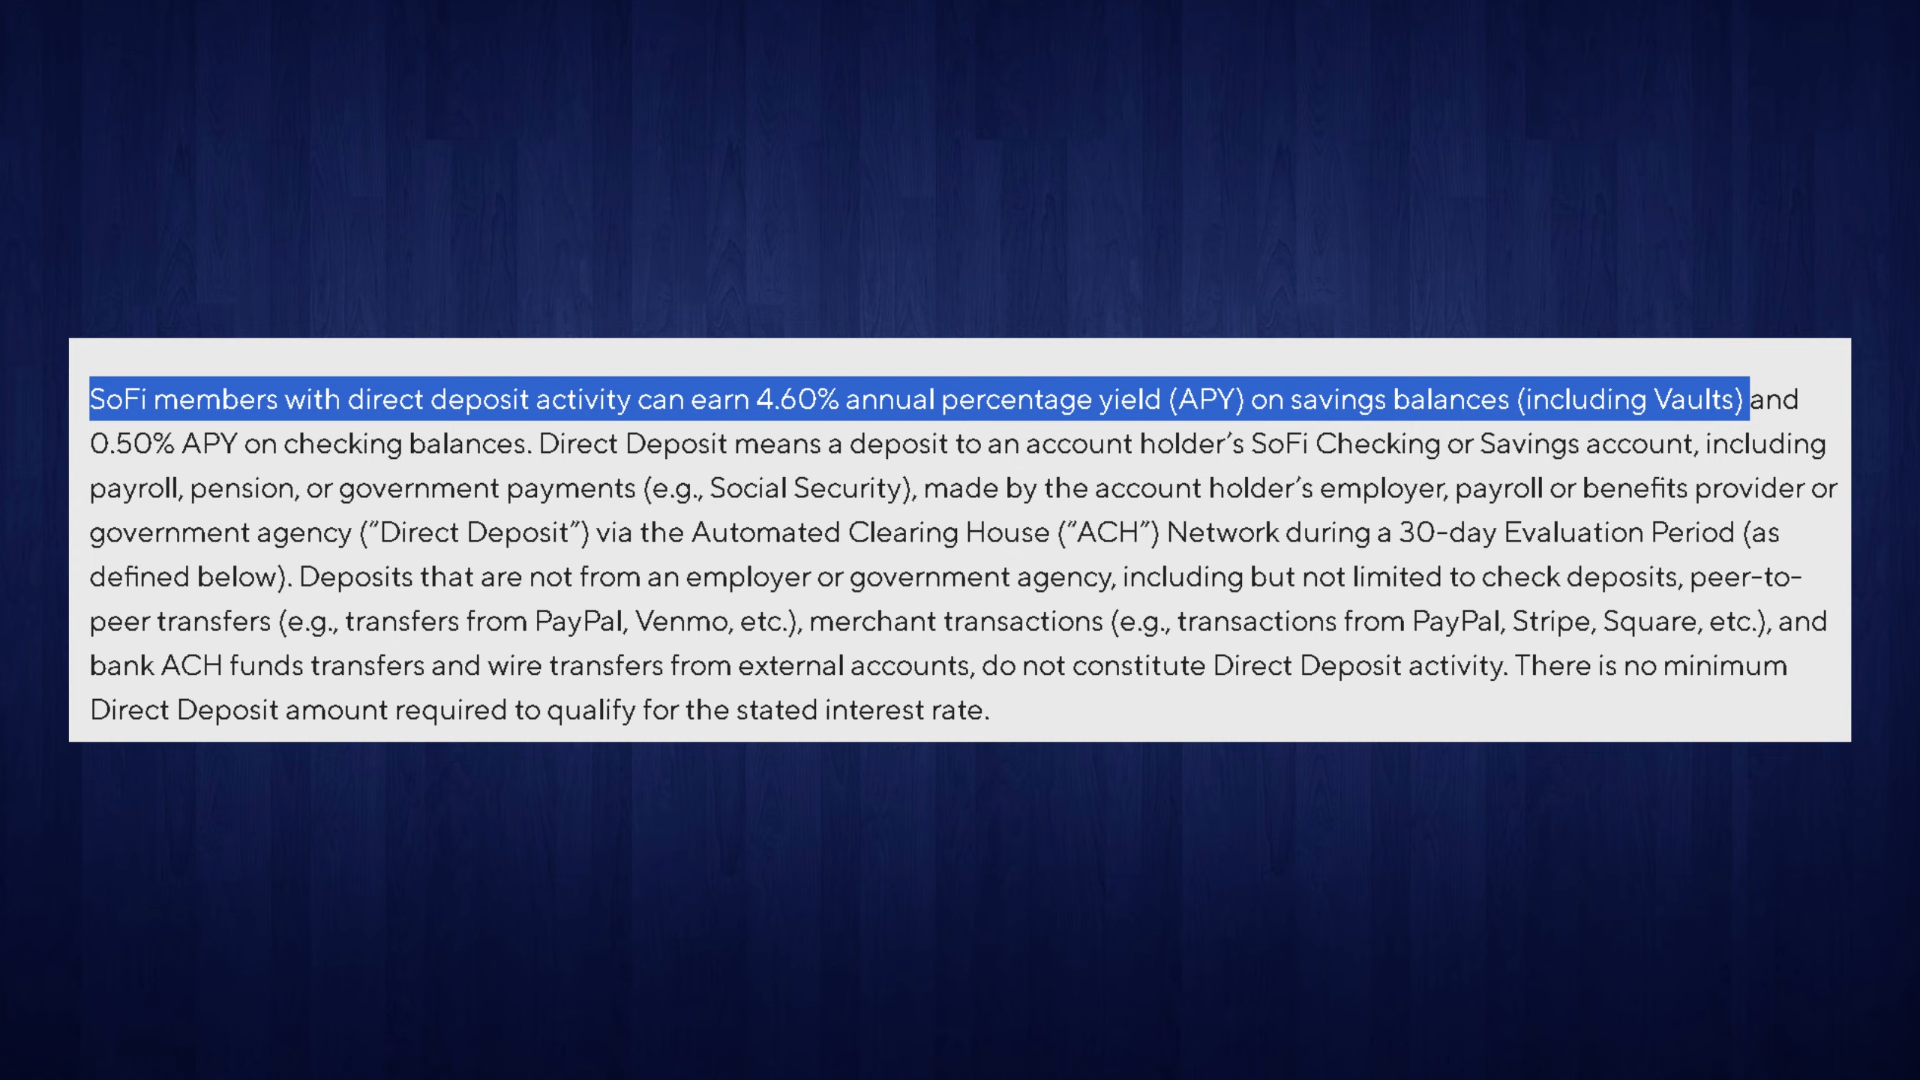 SoFi members with direct deposit activity can earn 4.60% annual percentage yield (APY) on savings balances (including Vaults) and
0.50% APY on checking balances. Direct Deposit means a deposit to an account holder’s SoFi Checking or Savings account, including
payroll, pension, or government payments (e.g., Social Security), made by the account holder’s employer, payroll or benefits provider or
government agency (“Direct Deposit”) via the Automated Clearing House (“ACH”) Network during a 30-day Evaluation Period (as
defined below). Deposits that are not from an employer or government agency, including but not limited to check deposits, peer-to-
peer transfers (e.g., transfers from PayPal, Venmo, etc.), merchant transactions (e.g., transactions from PayPal, Stripe, Square, etc.), and
bank ACH funds transfers and wire transfers from external accounts, do not constitute Direct Deposit activity. There is no minimum
Direct Deposit amount required to qualify for the stated interest rate.